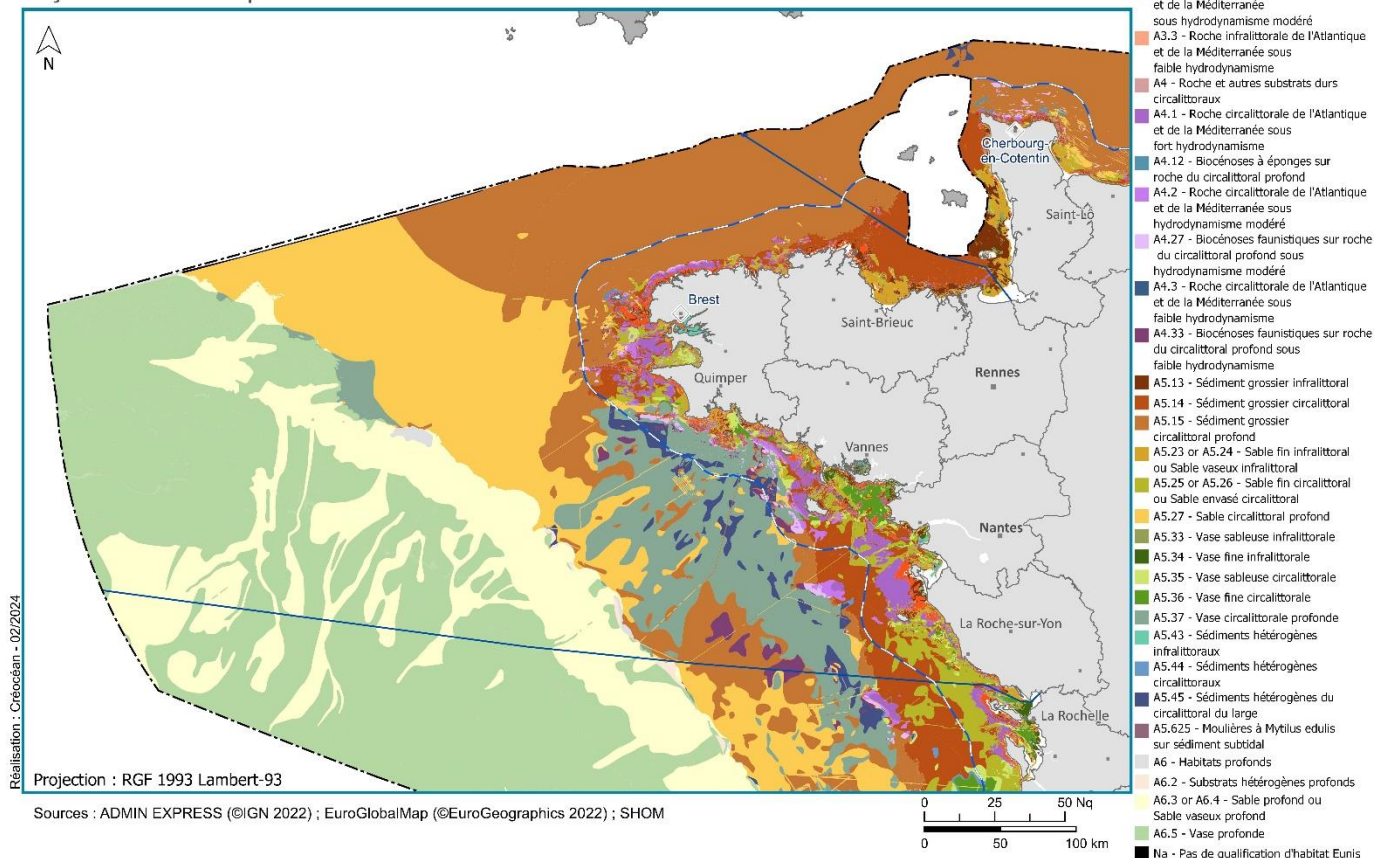 N
Cherbourg-
en-Cotentin
Saint-Lô
Brest
Saint-Brieuc
Quimper
Rennes
Vannes
Nantes
La Roche-sur-Yon
La Rochelle
Réalisation : Créocéan - 02/2024
Projection : RGF 1993 Lambert-93
Sources : ADMIN EXPRESS (©IGN 2022) ; EuroGlobalMap (©EuroGeographics 2022) ; SHOM
0 25 50 Nq
0 50 100 km
et de la Méditerranée
sous hydrodynamisme modéré
A3.3 - Roche infralittorale de l'Atlantique
et de la Méditerranée sous
faible hydrodynamisme
A4 - Roche et autres substrats durs
circalittoraux
A4.1 - Roche circalittorale de l'Atlantique
et de la Méditerranée sous
fort hydrodynamisme
A4.12 - Biocénoses à éponges sur
roche du circalittoral profond
A4.2 - Roche circalittorale de l'Atlantique
et de la Méditerranée sous
hydrodynamisme modéré
A4.27 - Biocénoses faunistiques sur roche
du circalittoral profond sous
hydrodynamisme modéré
A4.3 - Roche circalittorale de l'Atlantique
et de la Méditerranée sous
faible hydrodynamisme
A4.33 - Biocénoses faunistiques sur roche
du circalittoral profond sous
faible hydrodynamisme
A5.13 - Sédiment grossier infralittoral
A5.14 - Sédiment grossier circalittoral
A5.15 - Sédiment grossier
circalittoral profond
A5.23 or A5.24 - Sable fin infralittoral
ou Sable vaseux infralittoral
A5.25 or A5.26 - Sable fin circalittoral
ou Sable envasé circalittoral
A5.27 - Sable circalittoral profond
A5.33 - Vase sableuse infralittorale
A5.34 - Vase fine infralittorale
A5.35 - Vase sableuse circalittorale
A5.36 - Vase fine circalittorale
A5.37 - Vase circalittorale profonde
A5.43 - Sédiments hétérogènes
infralittoraux
A5.44 - Sédiments hétérogènes
circalittoraux
A5.45 - Sédiments hétérogènes du
circalittoral du large
A5.625 - Moulières à Mytilus edulis
sur sédiment subtidal
A6 - Habitats profonds
A6.2 - Substrats hétérogènes profonds
A6.3 or A6.4 - Sable profond ou
Sable vaseux profond
A6.5 - Vase profonde
Na - Pas de qualification d'habitat Eunis